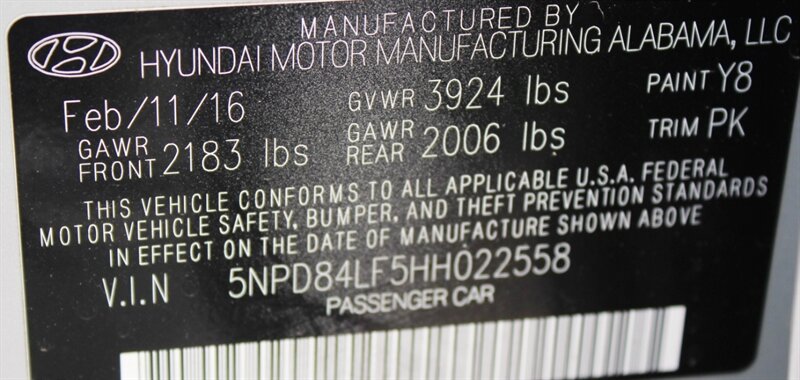 MANUFACTURED BY
HYUNDAI MOTOR MANUFACTURING ALABAMA, LLC
Feb/11/16 GVWR 3924 lbs PAINT Y8
GAWR FRONT 2183 lbs GAWR REAR 2006 lbs TRIM PK
THIS VEHICLE CONFORMS TO ALL APPLICABLE U.S.A. FEDERAL
MOTOR VEHICLE SAFETY, BUMPER, AND THEFT PREVENTION STANDARDS
IN EFFECT ON THE DATE OF MANUFACTURE SHOWN ABOVE
V.I.N 5NPD84LF5HH022558
PASSENGER CAR